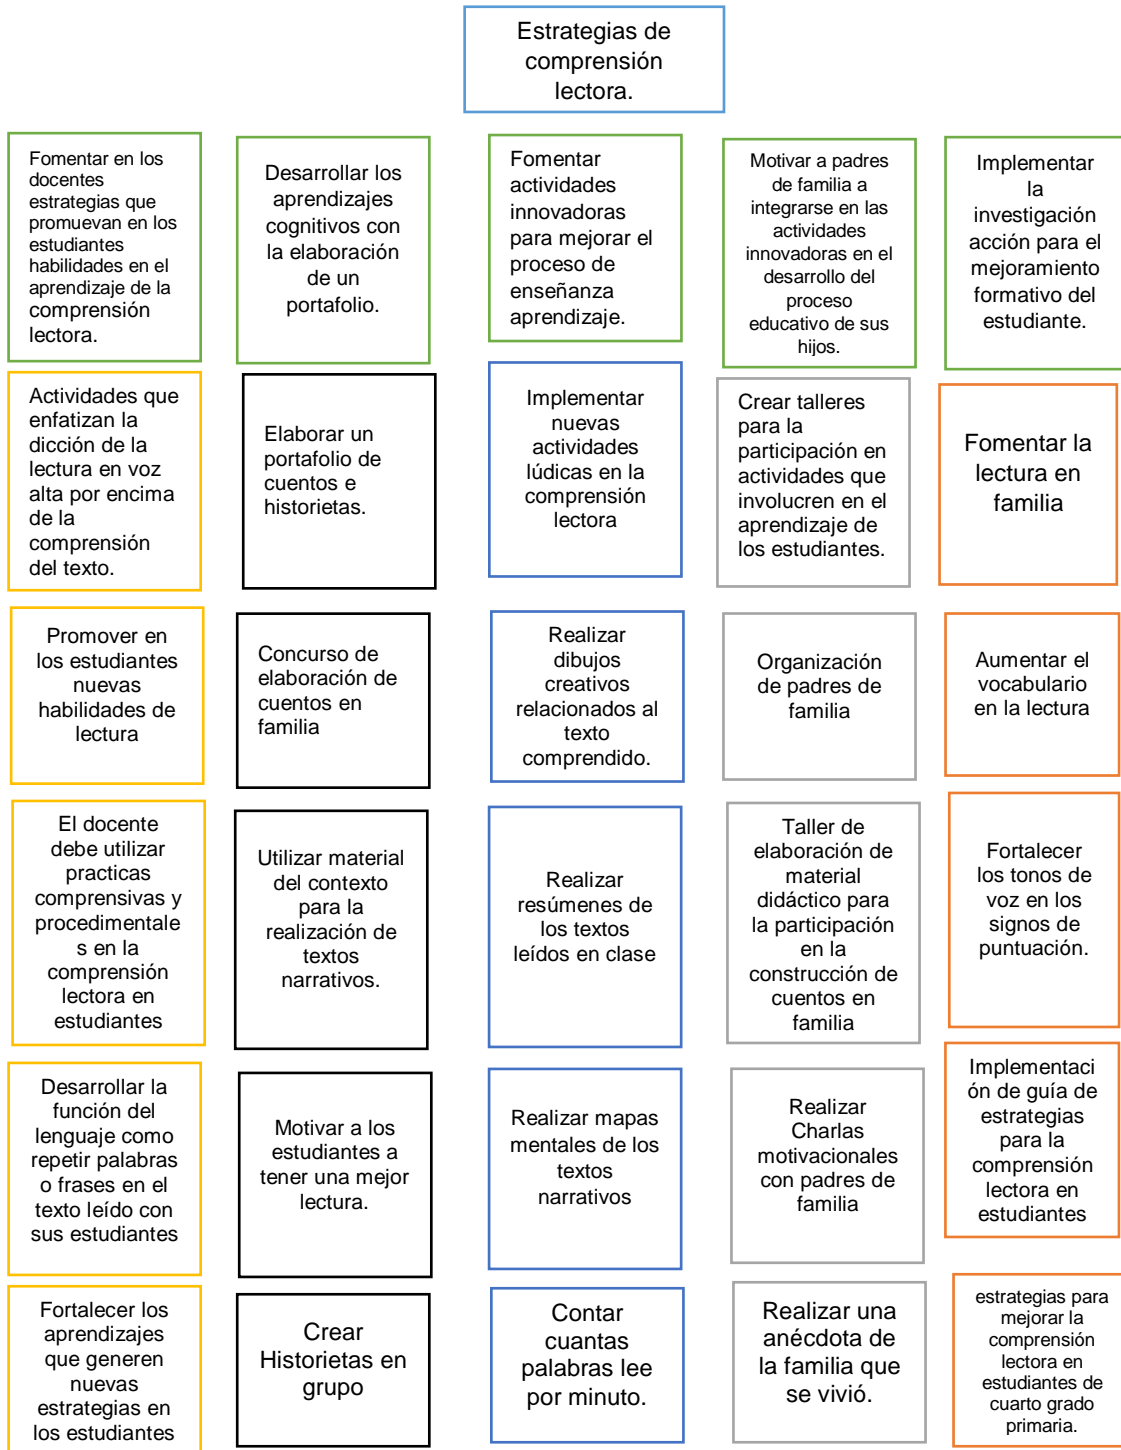 Estrategias de
comprensión
lectora.
Fomentar en los
docentes
estrategias que
promuevan en los
estudiantes
habilidades en el
aprendizaje de la
comprensión
lectora.
Desarrollar los
aprendizajes
cognitivos con
la elaboración
de un
portafolio.
Fomentar
actividades
innovadoras
para mejorar el
proceso de
enseñanza
aprendizaje.
Motivar a padres
de familia a
integrarse en las
actividades
innovadoras en el
desarrollo del
proceso
educativo de sus
hijos.
Implementar
la
investigación
acción para el
mejoramiento
formativo del
estudiante.
Actividades que
enfatizan la
dicción de la
lectura en voz
alta por encima
de la
comprensión
del texto.
Elaborar un
portafolio de
cuentos e
historietas.
Implementar
nuevas
actividades
lúdicas en la
comprensión
lectora
Crear talleres
para la
participación en
actividades que
involucren en el
aprendizaje de
los estudiantes.
Fomentar la
lectura en
familia
Promover en
los estudiantes
nuevas
habilidades de
lectura
Concurso de
elaboración de
cuentos en
familia
Realizar
dibujos
creativos
relacionados al
texto
comprendido.
Organización
de padres de
familia
Aumentar el
vocabulario
en la lectura
El docente
debe utilizar
practicas
comprensivas y
procedimentale
s en la
comprensión
lectora en
estudiantes
Utilizar material
del contexto
para la
realización de
textos
narrativos.
Realizar
resúmenes de
los textos
leídos en clase
Taller de
elaboración de
material
didáctico para
la participación
en la
construcción de
cuentos en
familia
Fortalecer
los tonos de
voz en los
signos de
puntuación.
Desarrollar la
función del
lenguaje como
repetir palabras
o frases en el
texto leído con
sus estudiantes
Motivar a los
estudiantes a
tener una mejor
lectura.
Realizar mapas
mentales de los
textos
narrativos
Realizar
Charlas
motivacionales
con padres de
familia
Implementaci
ón de guía de
estrategias
para la
comprensión
lectora en
estudiantes
Fortalecer los
aprendizajes
que generen
nuevas
estrategias en
los estudiantes
Crear
Historietas en
grupo
Contar
cuantas
palabras lee
por minuto.
Realizar una
anécdota de
la familia que
se vivió.
estrategias para
mejorar la
comprensión
lectora en
estudiantes de
cuarto grado
primaria.